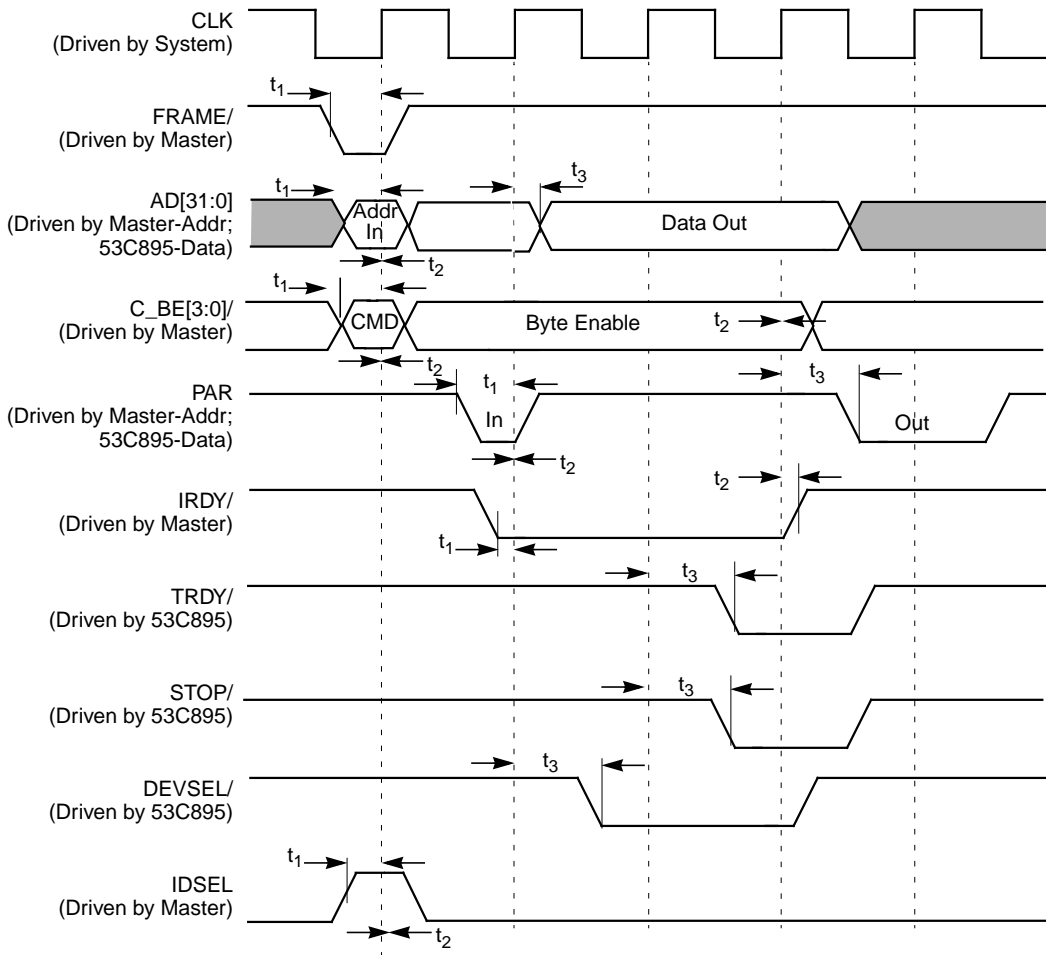 CLK
(Driven by System)
t1
FRAME/
(Driven by Master)
t1
t3
AD[31:0]
(Driven by Master-Addr;
53C895-Data)
Addr
In
Data Out
t2
t1
C_BE[3:0]/
(Driven by Master)
CMD
Byte Enable
t2
t2
PAR
(Driven by Master-Addr;
53C895-Data)
t1
In
t3
Out
t2
IRDY/
(Driven by Master)
t2
t1
TRDY/
(Driven by 53C895)
t3
STOP/
(Driven by 53C895)
t3
DEVSEL/
(Driven by 53C895)
t3
IDSEL
(Driven by Master)
t1
t2